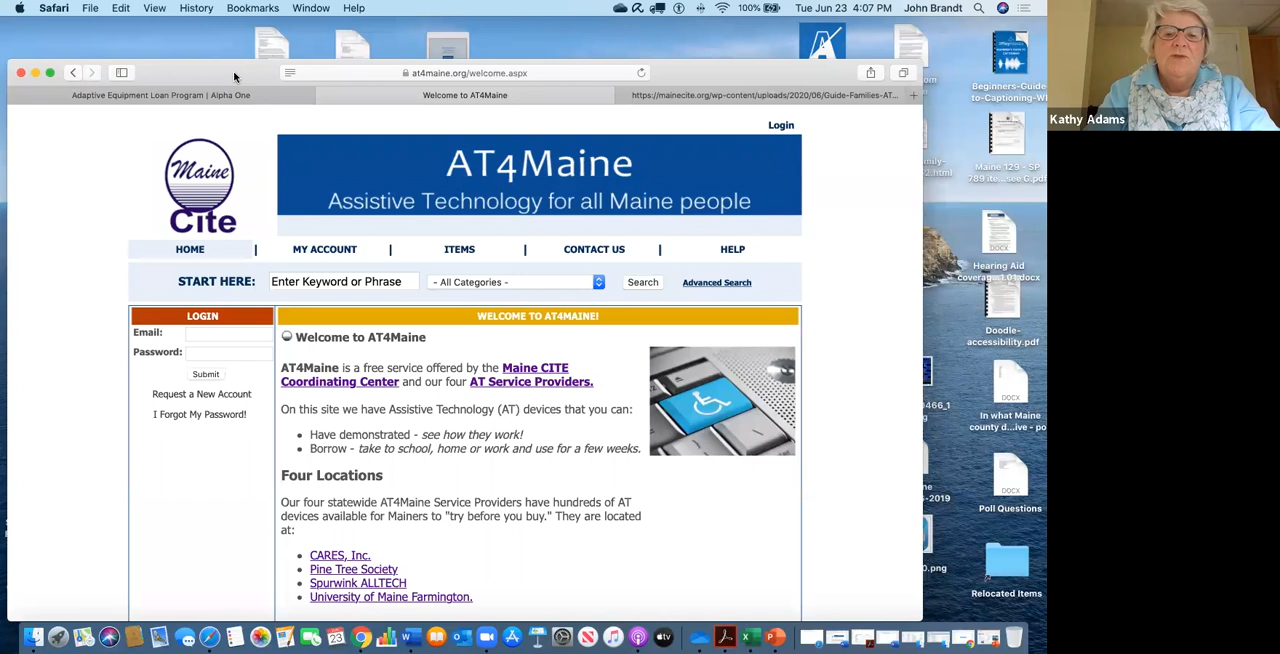 Safari File Edit View History Bookmarks Window Help 100% Tue Jun 23 4:07 PM John Brandt
at4maine.org/welcome.aspx
Adaptive Equipment Loan Program | Alpha One Welcome to AT4Maine https://mainecite.org/wp-content/uploads/2020/06/Guide-Families-AT...
Login
Maine
Cite
AT4Maine
Assistive Technology for all Maine people
HOME | MY ACCOUNT | ITEMS | CONTACT US | HELP
START HERE: Enter Keyword or Phrase - All Categories - Search Advanced Search
LOGIN
Email:
Password:
Submit
Request a New Account
I Forgot My Password!
WELCOME TO AT4MAINE!
Welcome to AT4Maine
AT4Maine is a free service offered by the Maine CITE
Coordinating Center and our four AT Service Providers.
On this site we have Assistive Technology (AT) devices that you can:
• Have demonstrated - see how they work!
• Borrow - take to school, home or work and use for a few weeks.
Four Locations
Our four statewide AT4Maine Service Providers have hundreds of AT
devices available for Mainers to "try before you buy." They are located
at:
• CARES, Inc.
• Pine Tree Society
• Spurwink ALLTECH
• University of Maine Farmington.
Beginners-Guide-
to-Captioning-WI
Maine 129 - SP
789 ite...see G.pdf
Hearing Aid
coverag...1.01.docx
Doodle-
accessibility.pdf
DOCX
In what Maine
county d...ive - po
DOCX
Poll Questions
Relocated Items
Kathy Adams